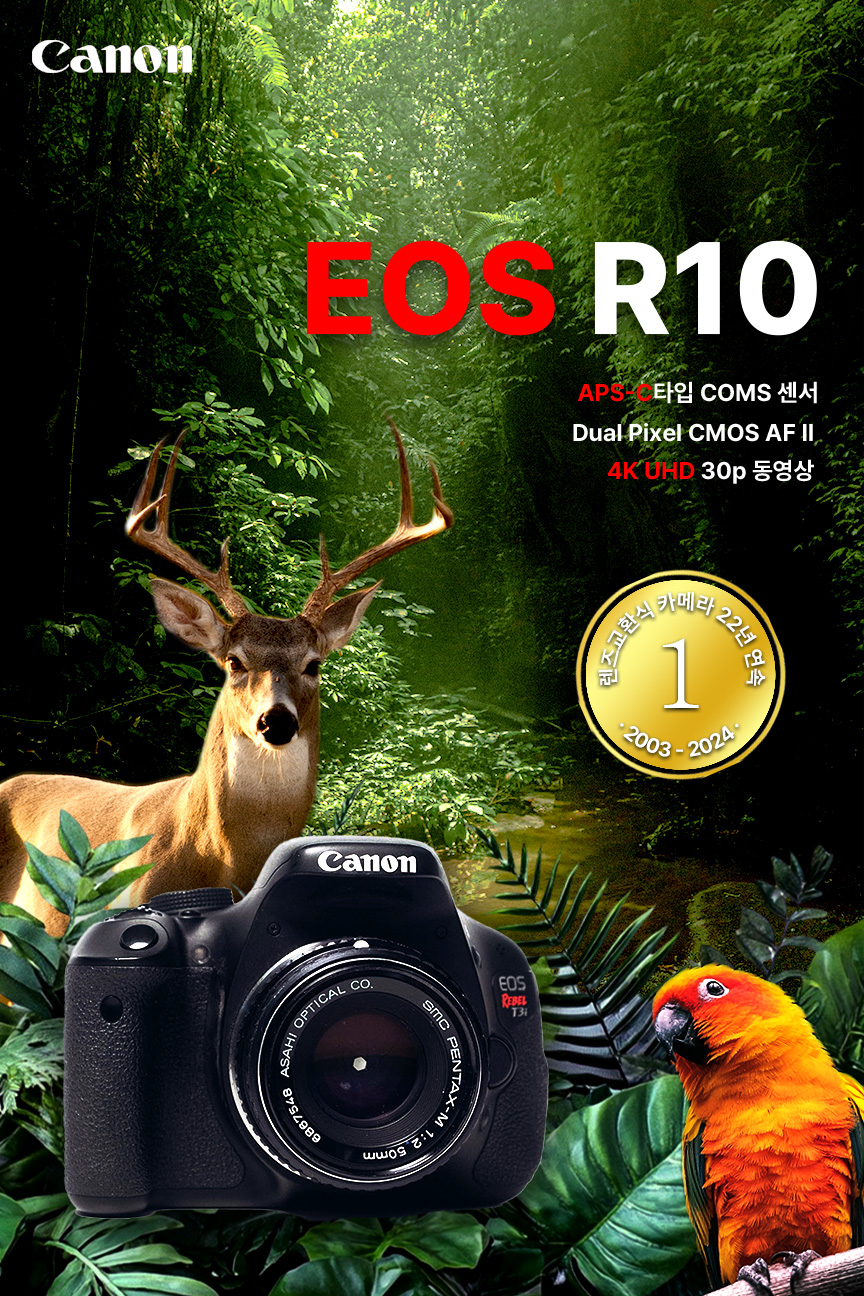 Canon
EOS R10
APS-C타입 COMS 센서
Dual Pixel CMOS AF II
4K UHD 30p 동영상
렌즈교환식 카메라 22년 연속
1
· 2003 - 2024 ·
Canon
EOS
REBEL
T3i
ASAHI OPTICAL CO.
SMC PENTAX-M 1:2 50mm
6867548